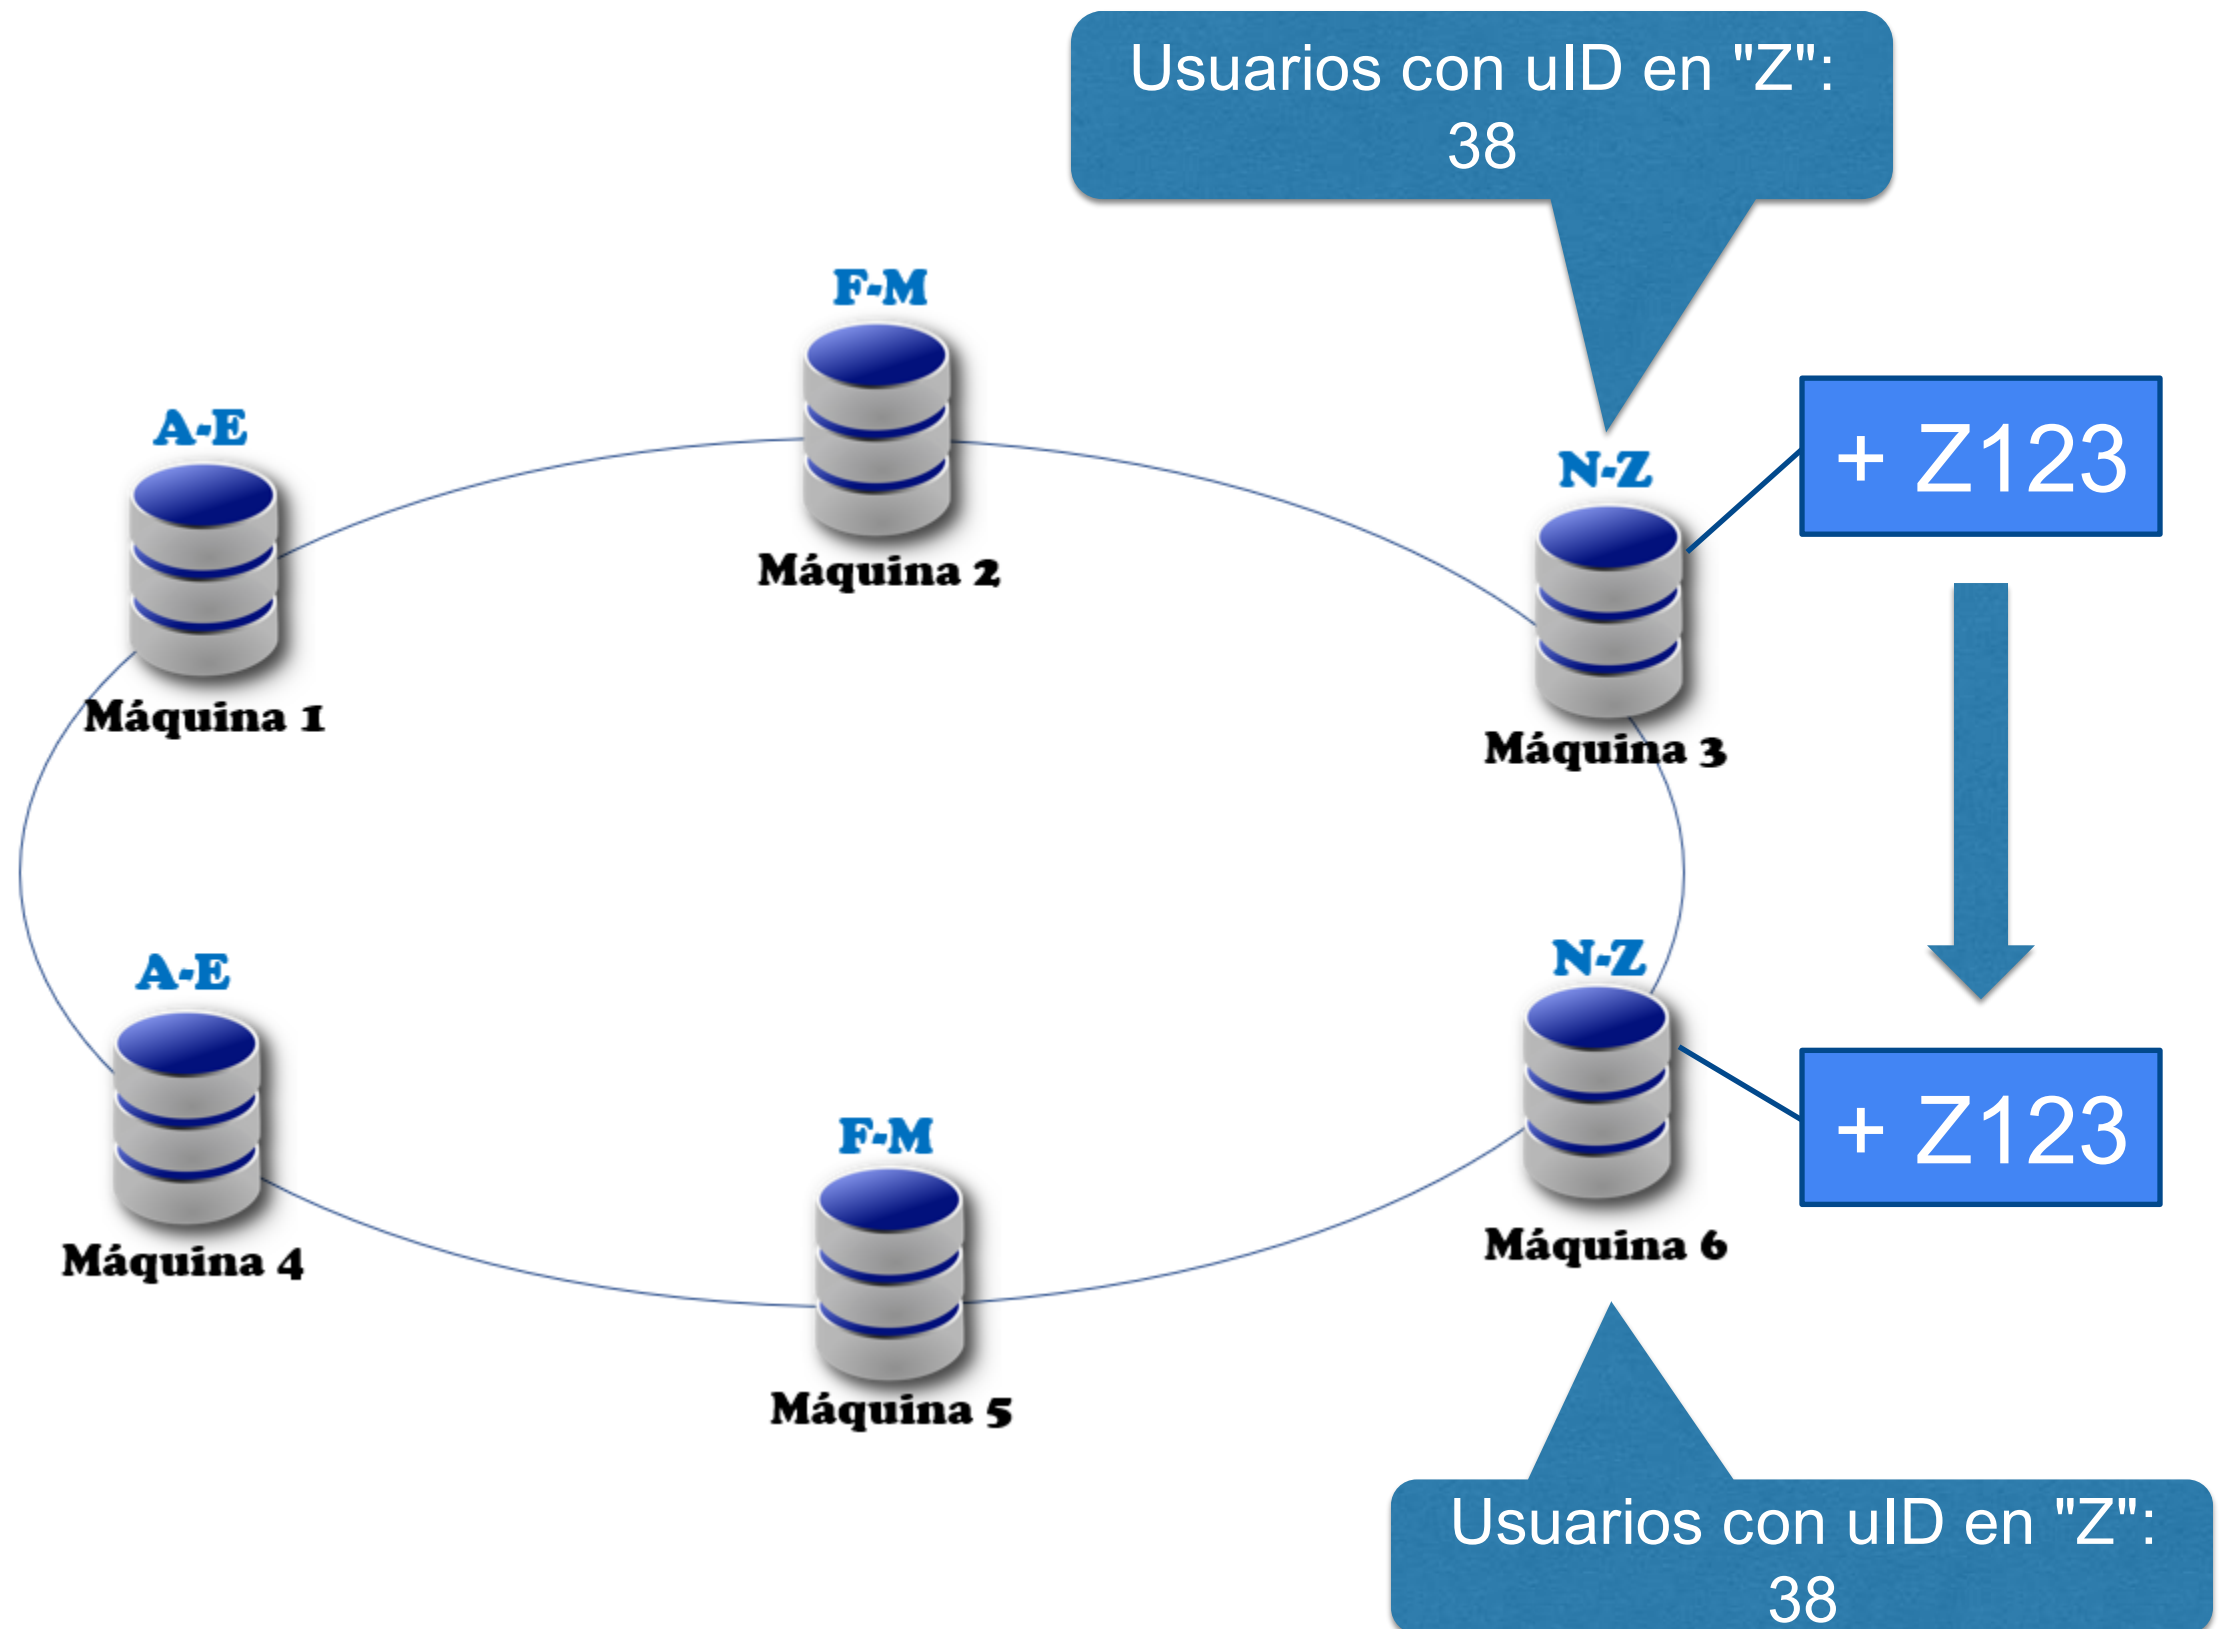 Usuarios con uID en "Z":
38
F-M
A-E
N-Z
+ Z123
Máquina 2
Máquina 1
Máquina 3
A-E
N-Z
F-M
+ Z123
Máquina 4
Máquina 6
Máquina 5
Usuarios con uID en "Z":
38